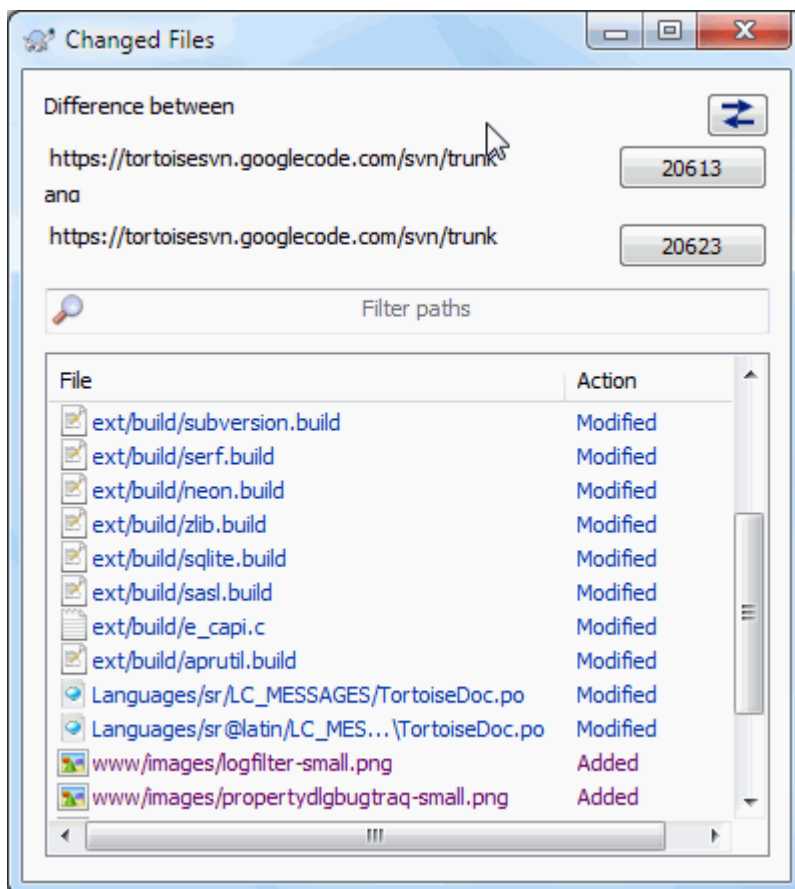 Changed Files
Difference between
https://tortoisesvn.googlecode.com/svn/trunk
20613
and
https://tortoisesvn.googlecode.com/svn/trunk
20623
Filter paths
File Action
ext/build/subversion.build Modified
ext/build/serf.build Modified
ext/build/neon.build Modified
ext/build/zlib.build Modified
ext/build/sqlite.build Modified
ext/build/sasl.build Modified
ext/build/e_capi.c Modified
ext/build/aprutil.build Modified
Languages/sr/LC_MESSAGES/TortoiseDoc.po Modified
Languages/sr@latin/LC_MES...\TortoiseDoc.po Modified
www/images/logfilter-small.png Added
www/images/propertydlgbugtraq-small.png Added